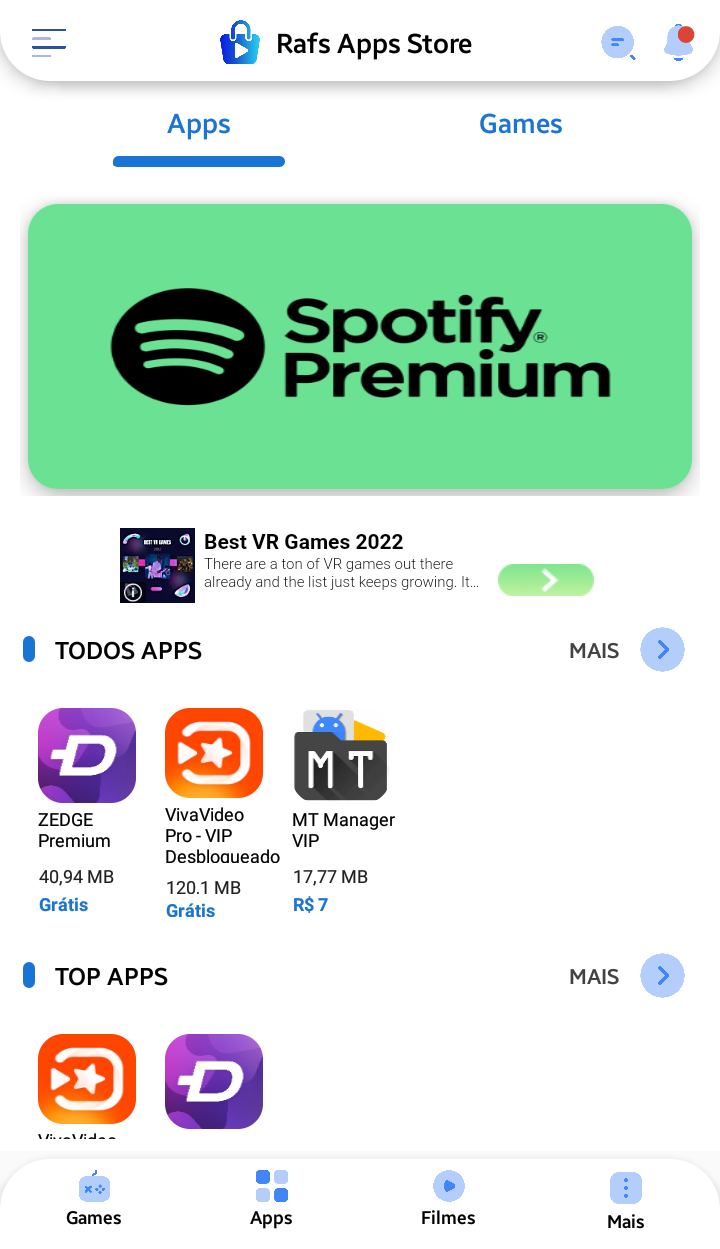 Rafs Apps Store
Apps
Games
Spotify®
Premium
BEST VR GAMES
Best VR Games 2022
There are a ton of VR games out there
already and the list just keeps growing. It...
TODOS APPS
MAIS
ZEDGE
Premium
40,94 MB
Grátis
VivaVideo
Pro - VIP
Desbloqueado
120.1 MB
Grátis
MT
MT Manager
VIP
17,77 MB
R$ 7
TOP APPS
MAIS
VivaVideo
Games
Apps
Filmes
Mais